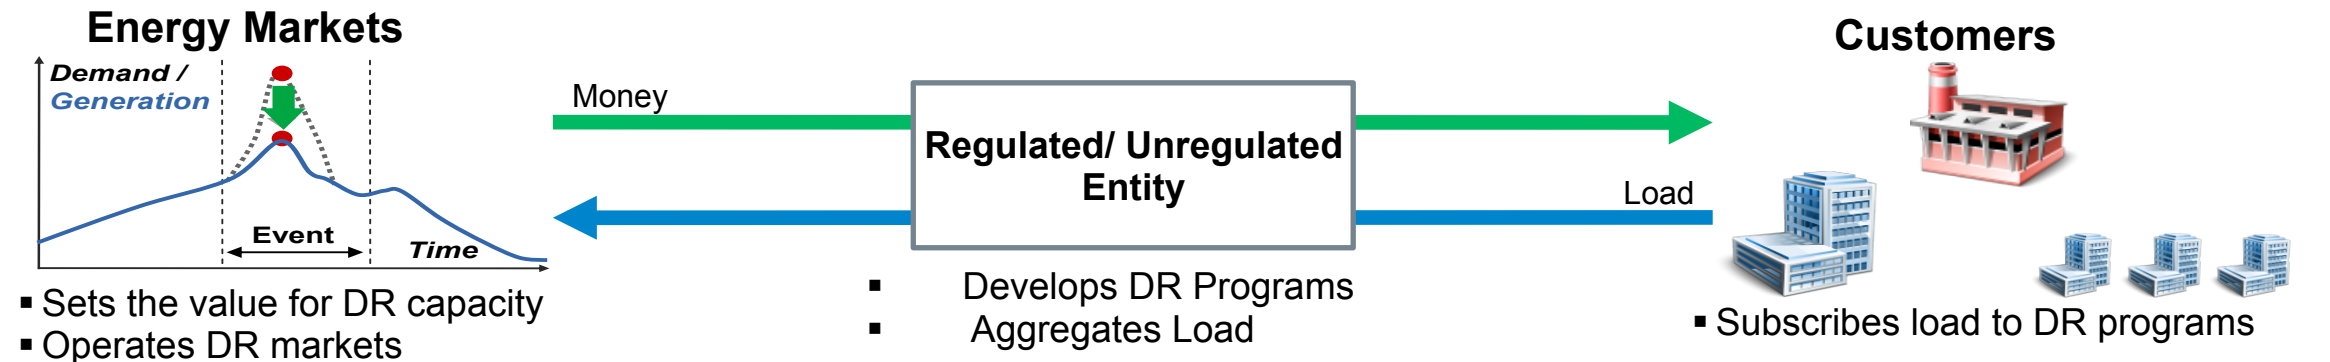 Energy Markets
Demand /
Generation
Event
Time
▪ Sets the value for DR capacity
▪ Operates DR markets
Money
Regulated/ Unregulated
Entity
Load
▪ Develops DR Programs
▪ Aggregates Load
Customers
▪ Subscribes load to DR programs